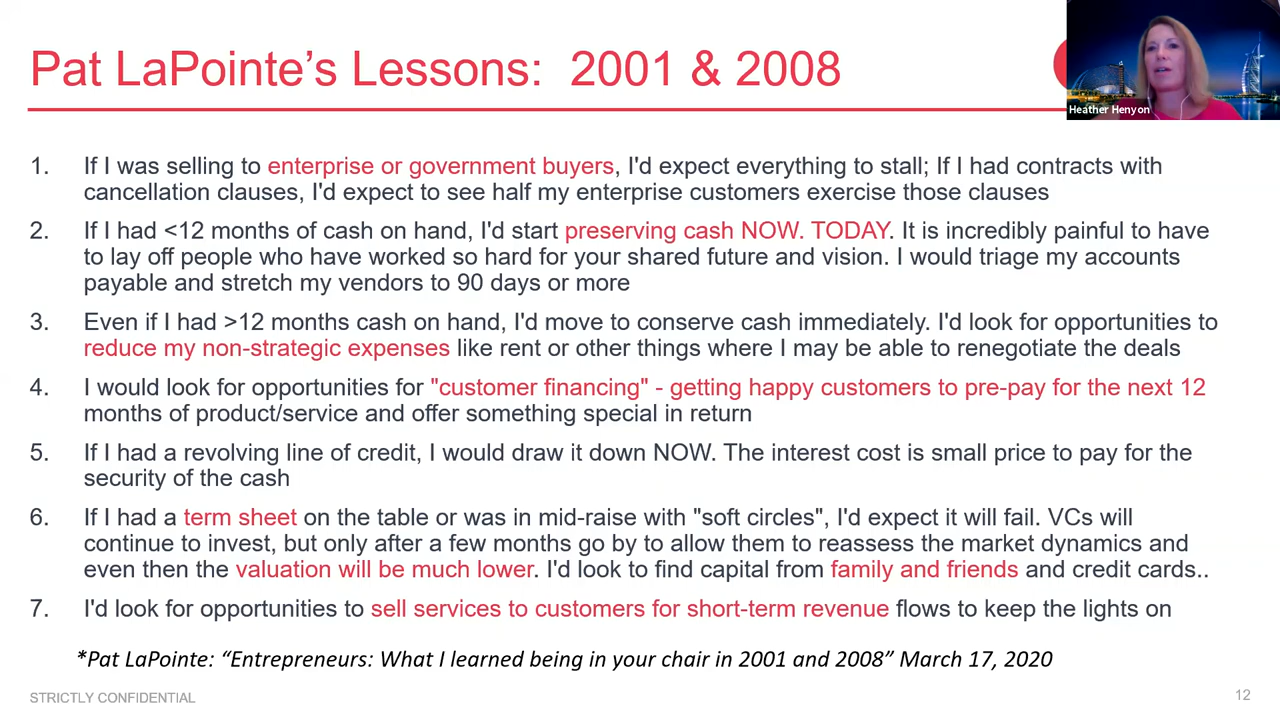 Pat LaPointe’s Lessons: 2001 & 2008
Heather Henyon
1. If I was selling to enterprise or government buyers, I'd expect everything to stall; If I had contracts with
cancellation clauses, I'd expect to see half my enterprise customers exercise those clauses
2. If I had <12 months of cash on hand, I'd start preserving cash NOW. TODAY. It is incredibly painful to have
to lay off people who have worked so hard for your shared future and vision. I would triage my accounts
payable and stretch my vendors to 90 days or more
3. Even if I had >12 months cash on hand, I'd move to conserve cash immediately. I'd look for opportunities to
reduce my non-strategic expenses like rent or other things where I may be able to renegotiate the deals
4. I would look for opportunities for "customer financing" - getting happy customers to pre-pay for the next 12
months of product/service and offer something special in return
5. If I had a revolving line of credit, I would draw it down NOW. The interest cost is small price to pay for the
security of the cash
6. If I had a term sheet on the table or was in mid-raise with "soft circles", I'd expect it will fail. VCs will
continue to invest, but only after a few months go by to allow them to reassess the market dynamics and
even then the valuation will be much lower. I'd look to find capital from family and friends and credit cards..
7. I'd look for opportunities to sell services to customers for short-term revenue flows to keep the lights on
*Pat LaPointe: “Entrepreneurs: What I learned being in your chair in 2001 and 2008” March 17, 2020
STRICTLY CONFIDENTIAL
12